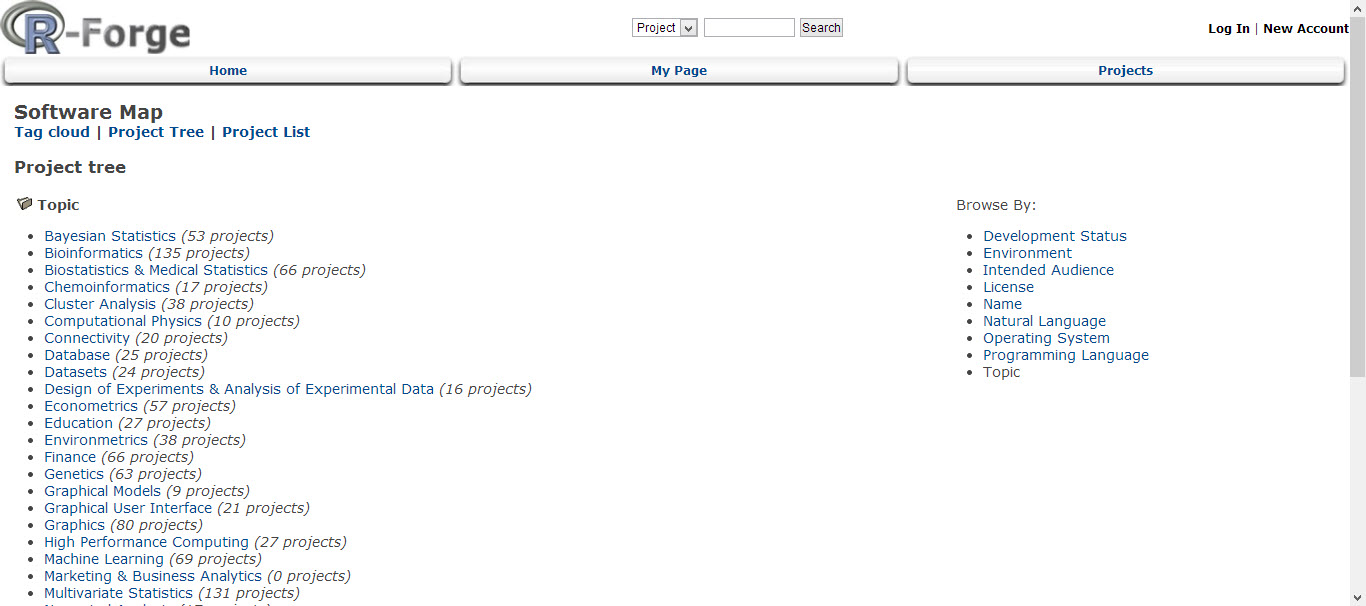 R-Forge
Project
Search
Log In | New Account
Home
My Page
Projects
Software Map
Tag cloud | Project Tree | Project List
Project tree
Topic
Bayesian Statistics (53 projects)
Bioinformatics (135 projects)
Biostatistics & Medical Statistics (66 projects)
Chemoinformatics (17 projects)
Cluster Analysis (38 projects)
Computational Physics (10 projects)
Connectivity (20 projects)
Database (25 projects)
Datasets (24 projects)
Design of Experiments & Analysis of Experimental Data (16 projects)
Econometrics (57 projects)
Education (27 projects)
Environmetrics (38 projects)
Finance (66 projects)
Genetics (63 projects)
Graphical Models (9 projects)
Graphical User Interface (21 projects)
Graphics (80 projects)
High Performance Computing (27 projects)
Machine Learning (69 projects)
Marketing & Business Analytics (0 projects)
Multivariate Statistics (131 projects)
Browse By:
Development Status
Environment
Intended Audience
License
Name
Natural Language
Operating System
Programming Language
Topic